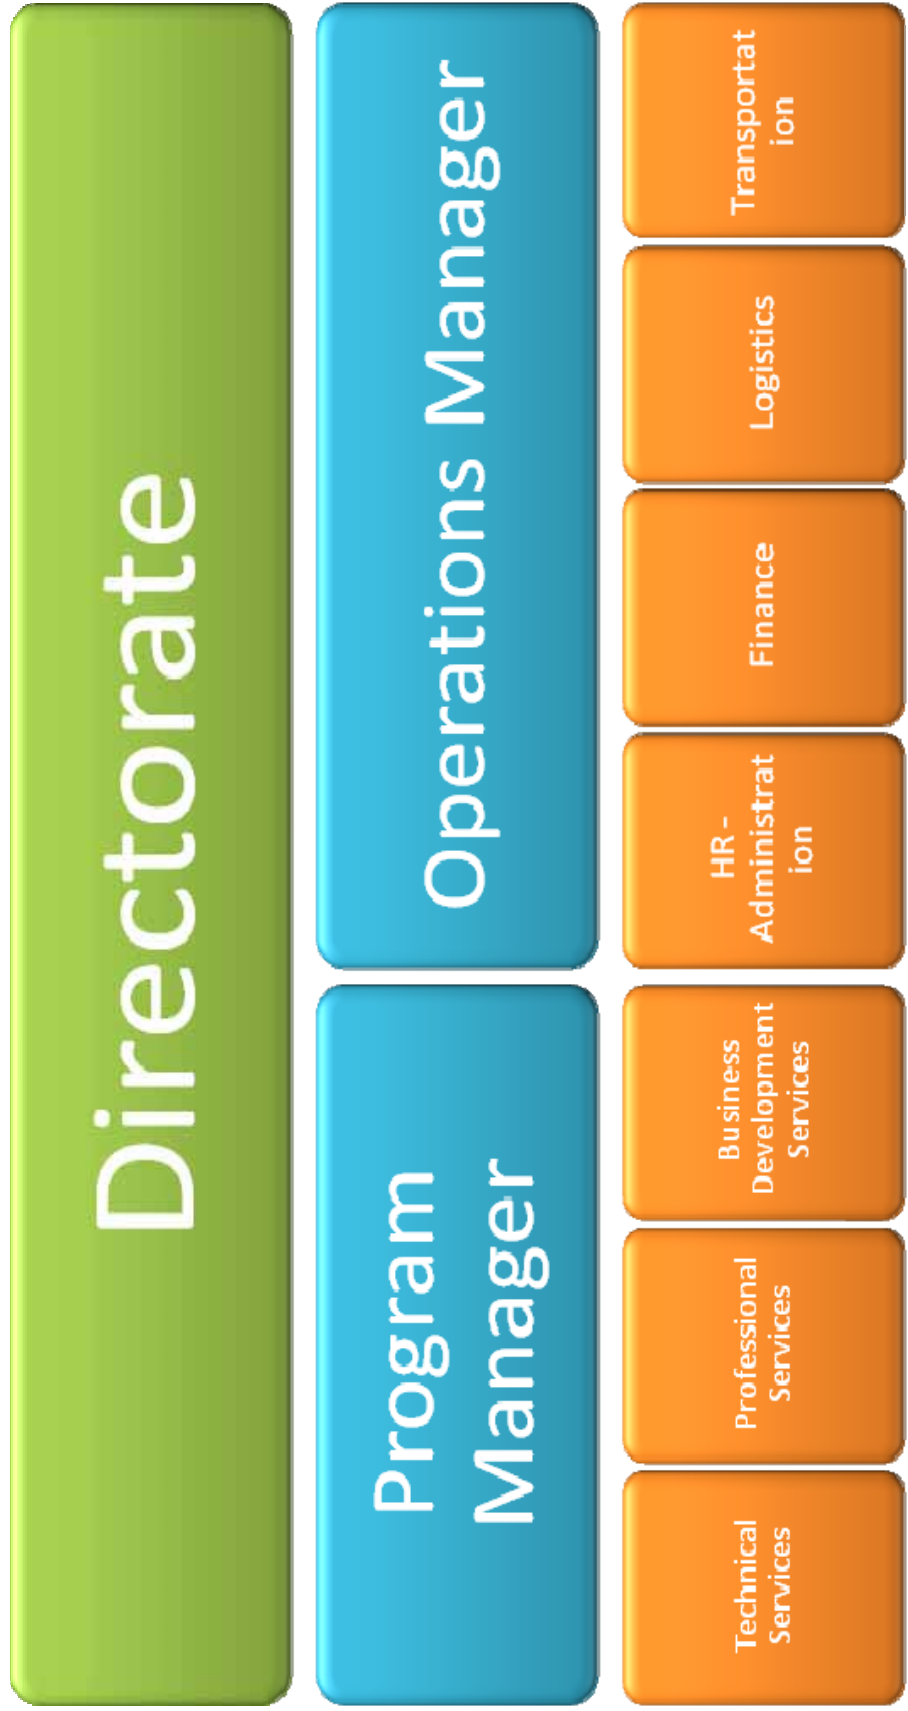 Directorate
Program
Manager
Operations Manager
Technical
Services
Professional
Services
Business
Development
Services
HR –
Administrat
ion
Finance
Logistics
Transportat
ion